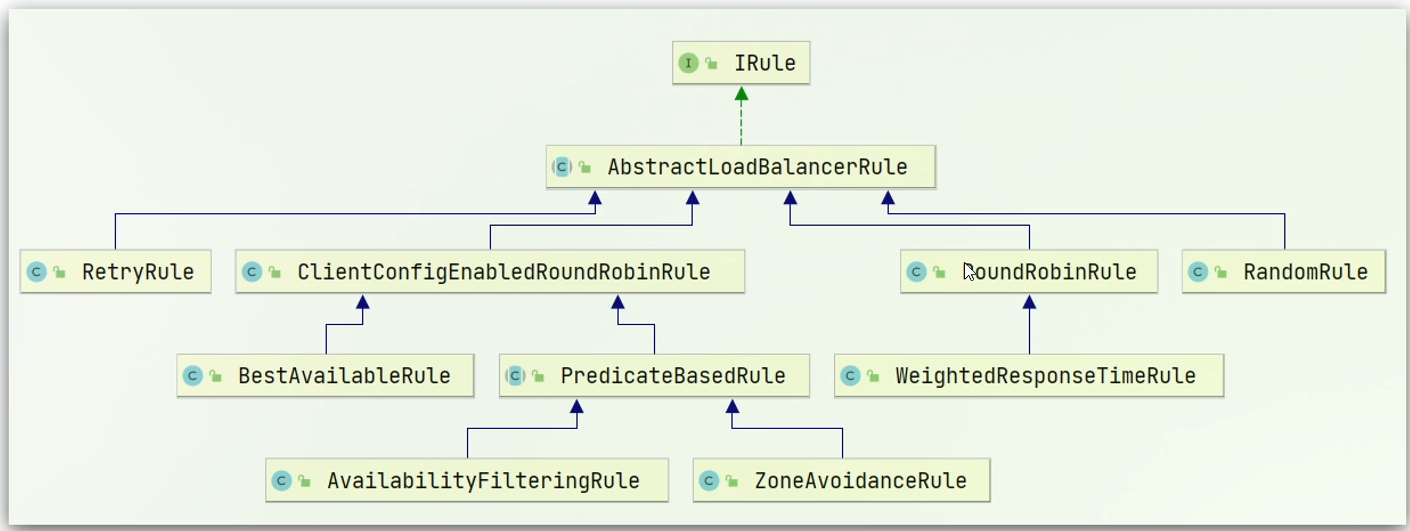 I IRule
C AbstractLoadBalancerRule
C RetryRule C ClientConfigEnabledRoundRobinRule C RoundRobinRule C RandomRule
C BestAvailableRule C PredicateBasedRule C WeightedResponseTimeRule
C AvailabilityFilteringRule C ZoneAvoidanceRule